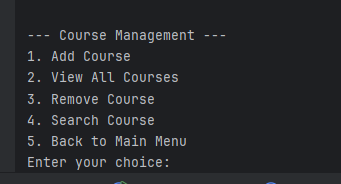 --- Course Management ---
1. Add Course
2. View All Courses
3. Remove Course
4. Search Course
5. Back to Main Menu
Enter your choice: